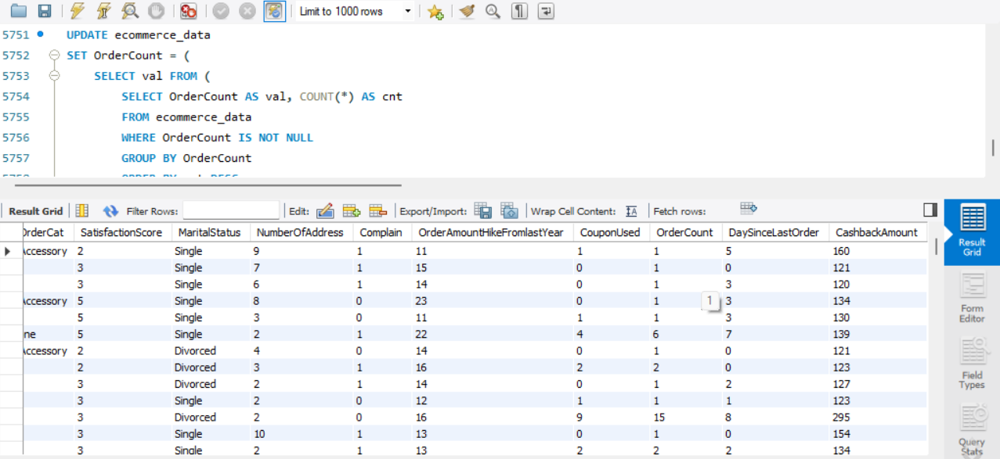 Limit to 1000 rows
5751 UPDATE ecommerce_data
5752 SET OrderCount = (
5753 SELECT val FROM (
5754 SELECT OrderCount AS val, COUNT(*) AS cnt
5755 FROM ecommerce_data
5756 WHERE OrderCount IS NOT NULL
5757 GROUP BY OrderCount
Result Grid Filter Rows: Edit: Export/Import: Wrap Cell Content: Fetch rows:
OrderCat SatisfactionScore MaritalStatus NumberOfAddress Complain OrderAmountHikeFromlastYear CouponUsed OrderCount DaySinceLastOrder CashbackAmount
Accessory 2 Single 9 1 11 1 1 5 160
3 Single 7 1 15 0 1 0 121
3 Single 6 1 14 0 1 3 120
Accessory 5 Single 8 0 23 0 1 1 3 134
5 Single 3 0 11 1 1 3 130
ne 5 Single 2 1 22 4 6 7 139
Accessory 2 Divorced 4 0 14 0 1 0 121
2 Divorced 3 1 16 2 2 0 123
3 Divorced 2 1 14 0 1 2 127
3 Single 2 0 12 1 1 1 123
3 Divorced 2 0 16 9 15 8 295
3 Single 10 1 13 0 1 0 154
3 Single 2 1 13 2 2 2 134
Result
Grid
Form
Editor
Field
Types
Query
Stats